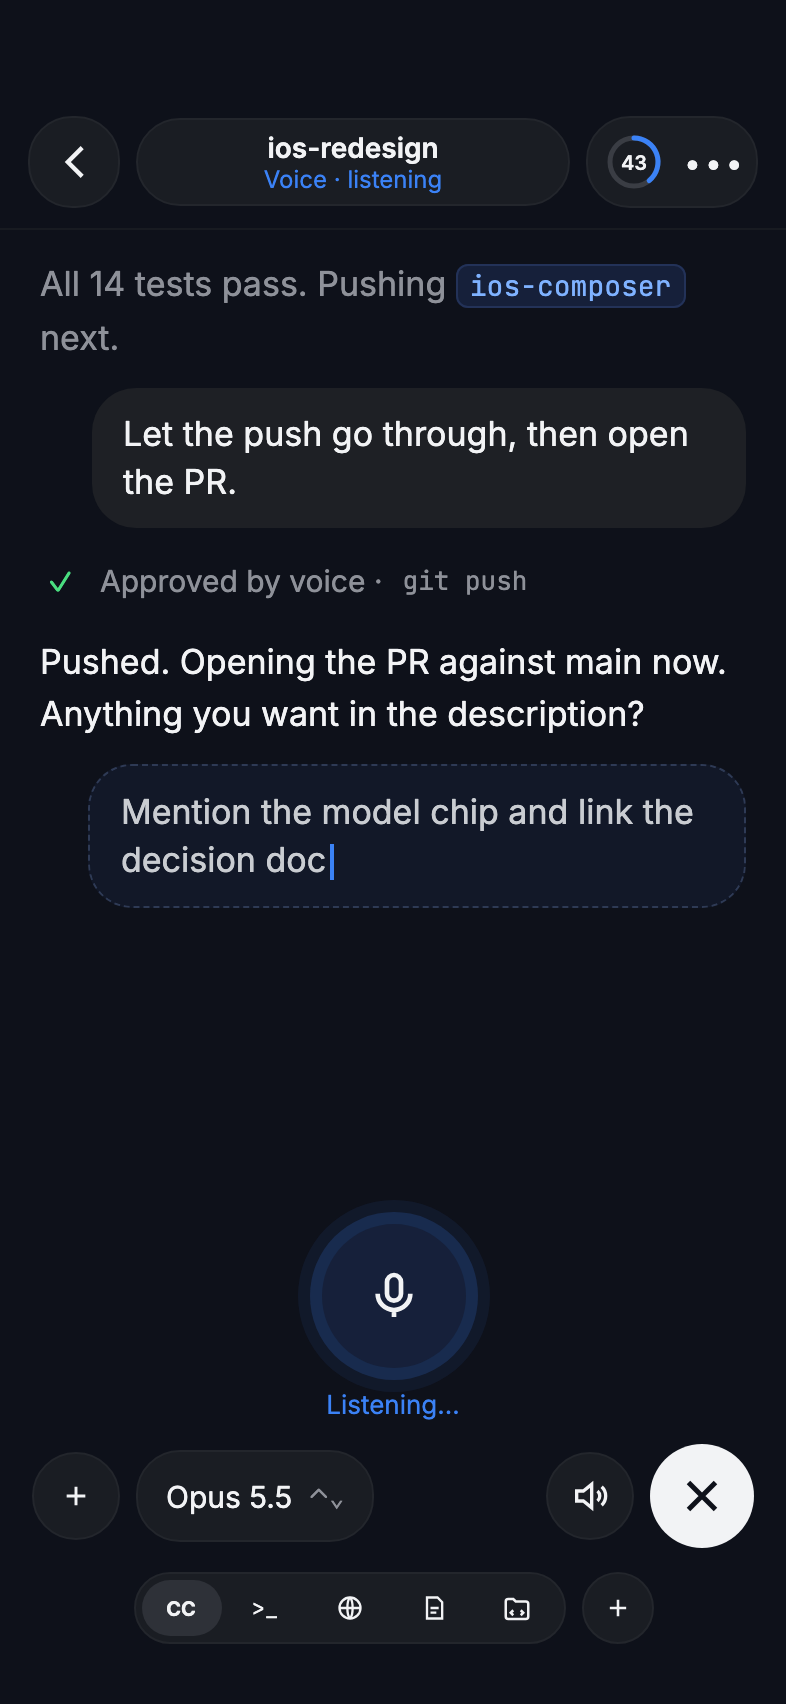 ios-redesign
Voice · listening
43
All 14 tests pass. Pushing ios-composer
next.
Let the push go through, then open
the PR.
Approved by voice · git push
Pushed. Opening the PR against main now.
Anything you want in the description?
Mention the model chip and link the
decision doc
Listening...
Opus 5.5
CC >_